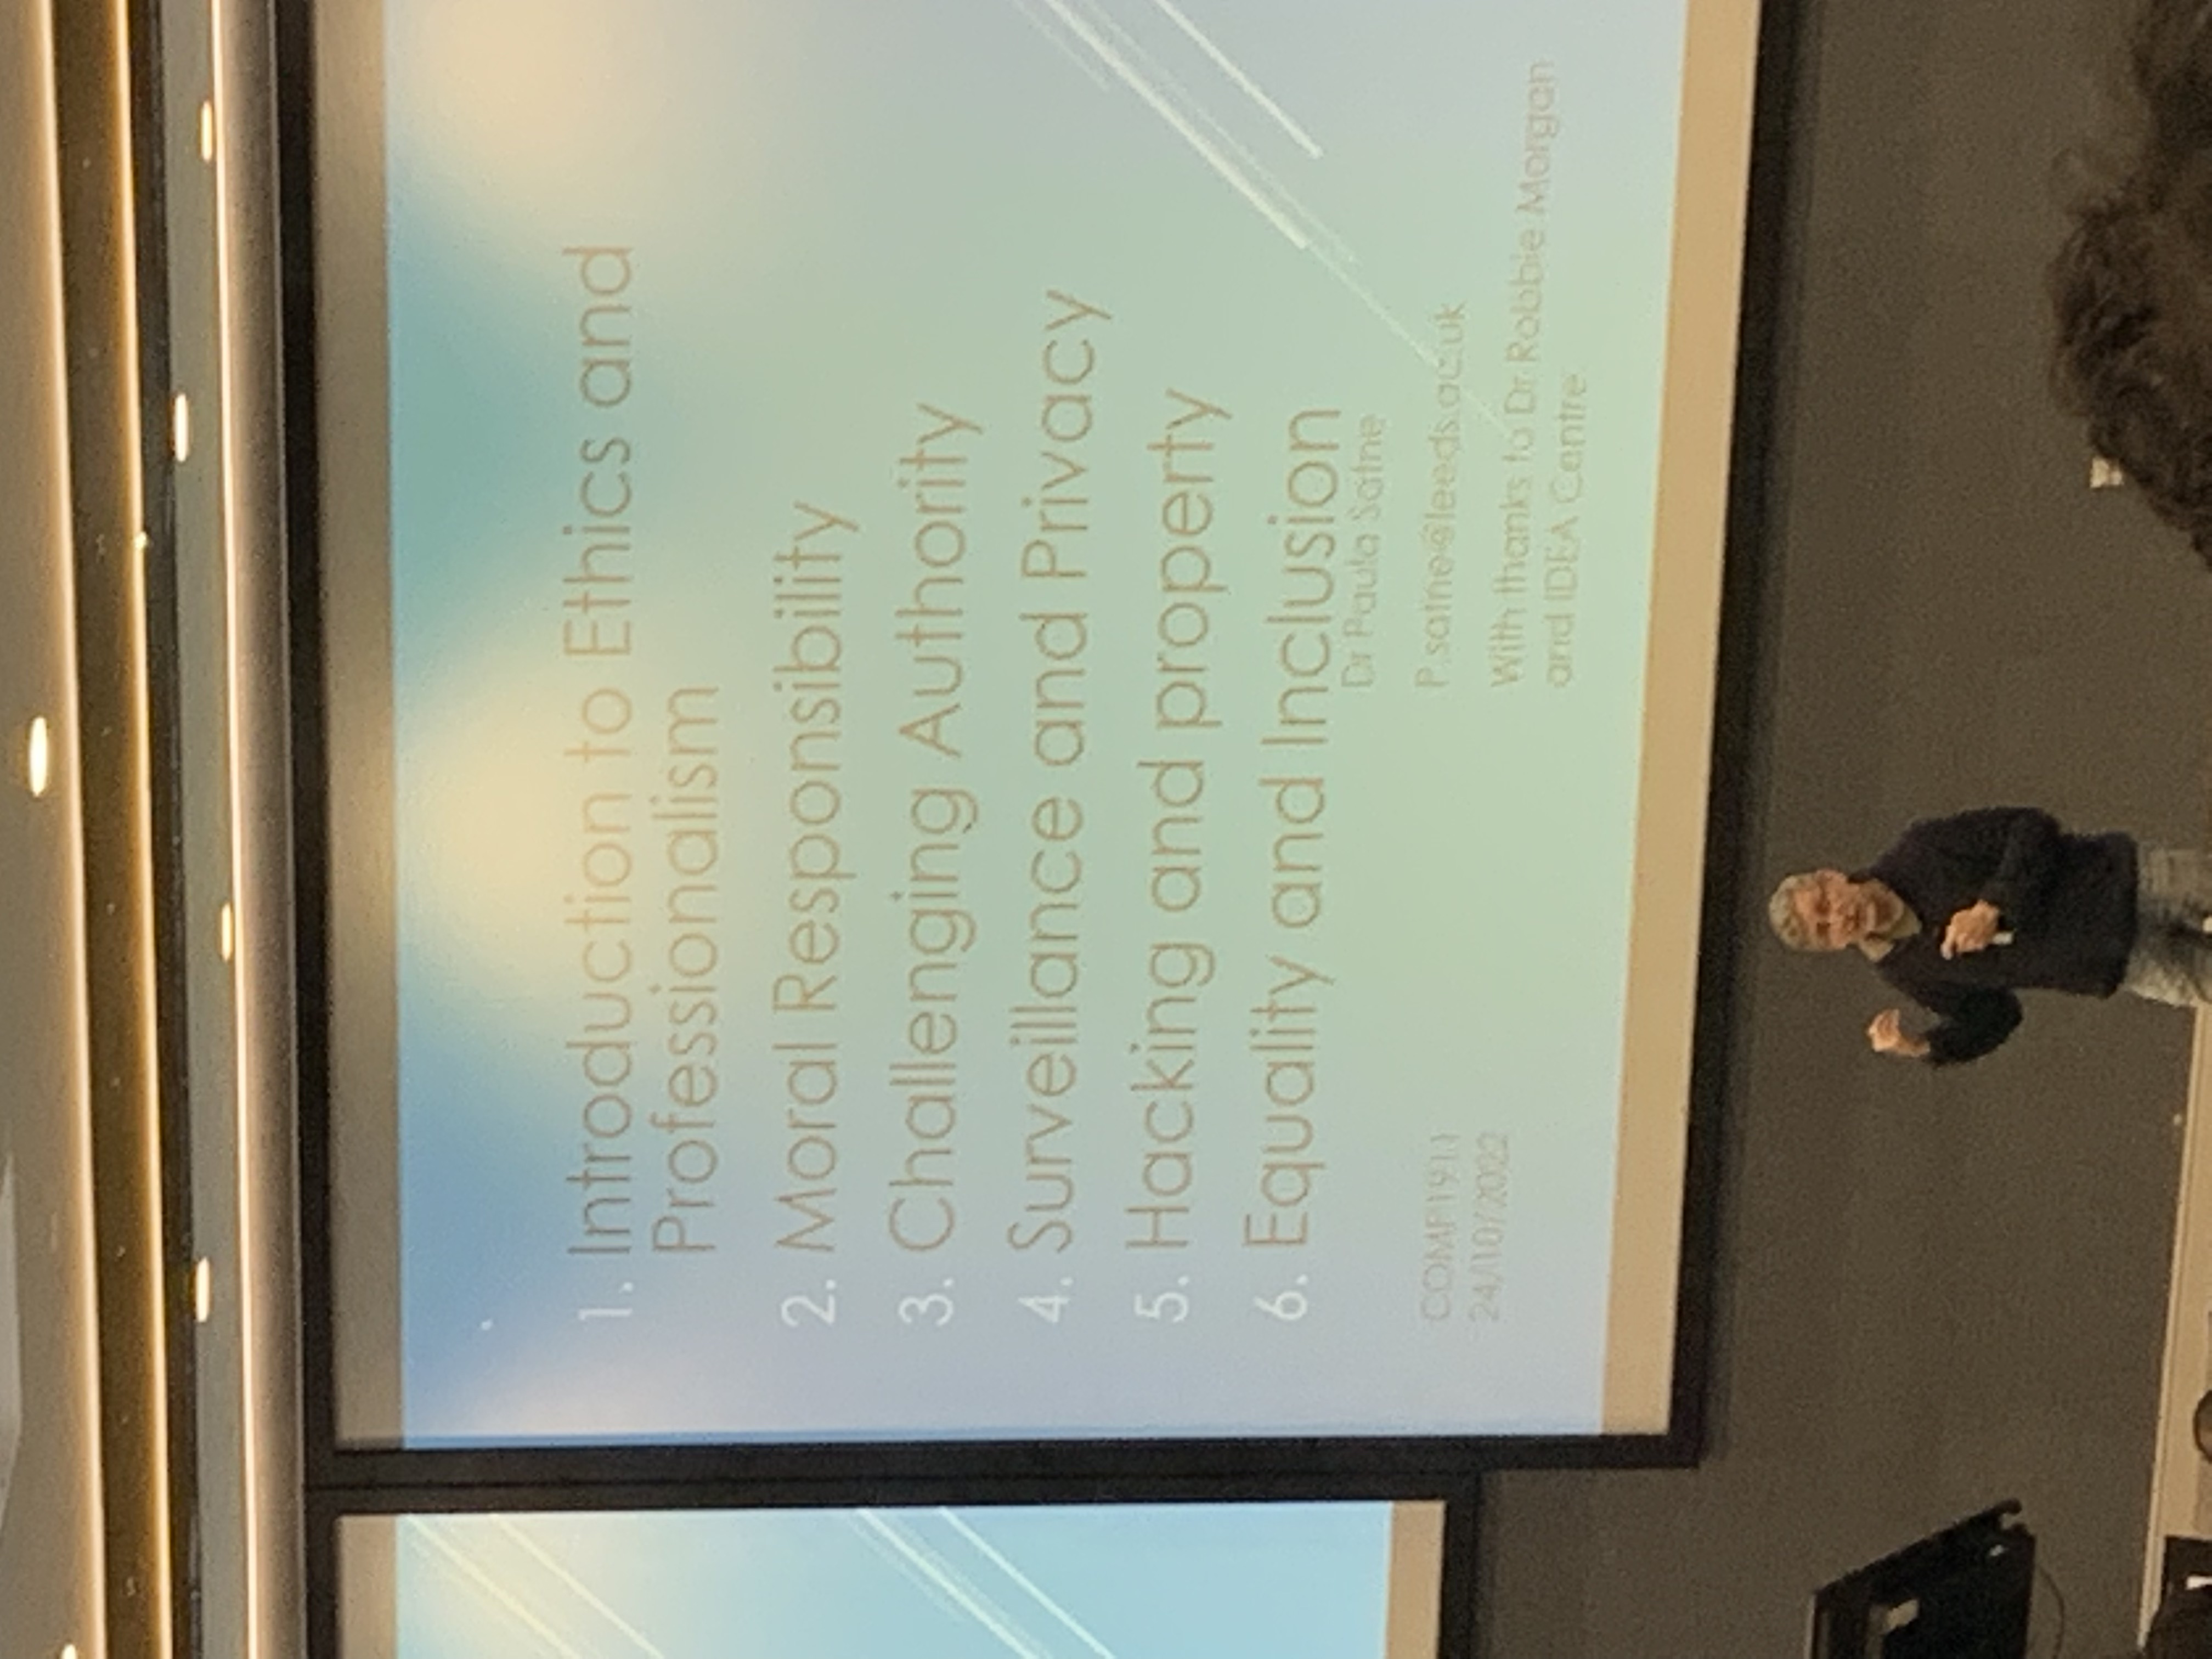 1. Introduction to Ethics and
Professionalism
2. Moral Responsibility
3. Challenging Authority
4. Surveillance and Privacy
5. Hacking and property
6. Equality and Inclusion
Dr Paula Satne
P.satne@leeds.ac.uk
With thanks to Dr Robbie Morgan
and IDEA Centre
COMP1911
24/10/2022